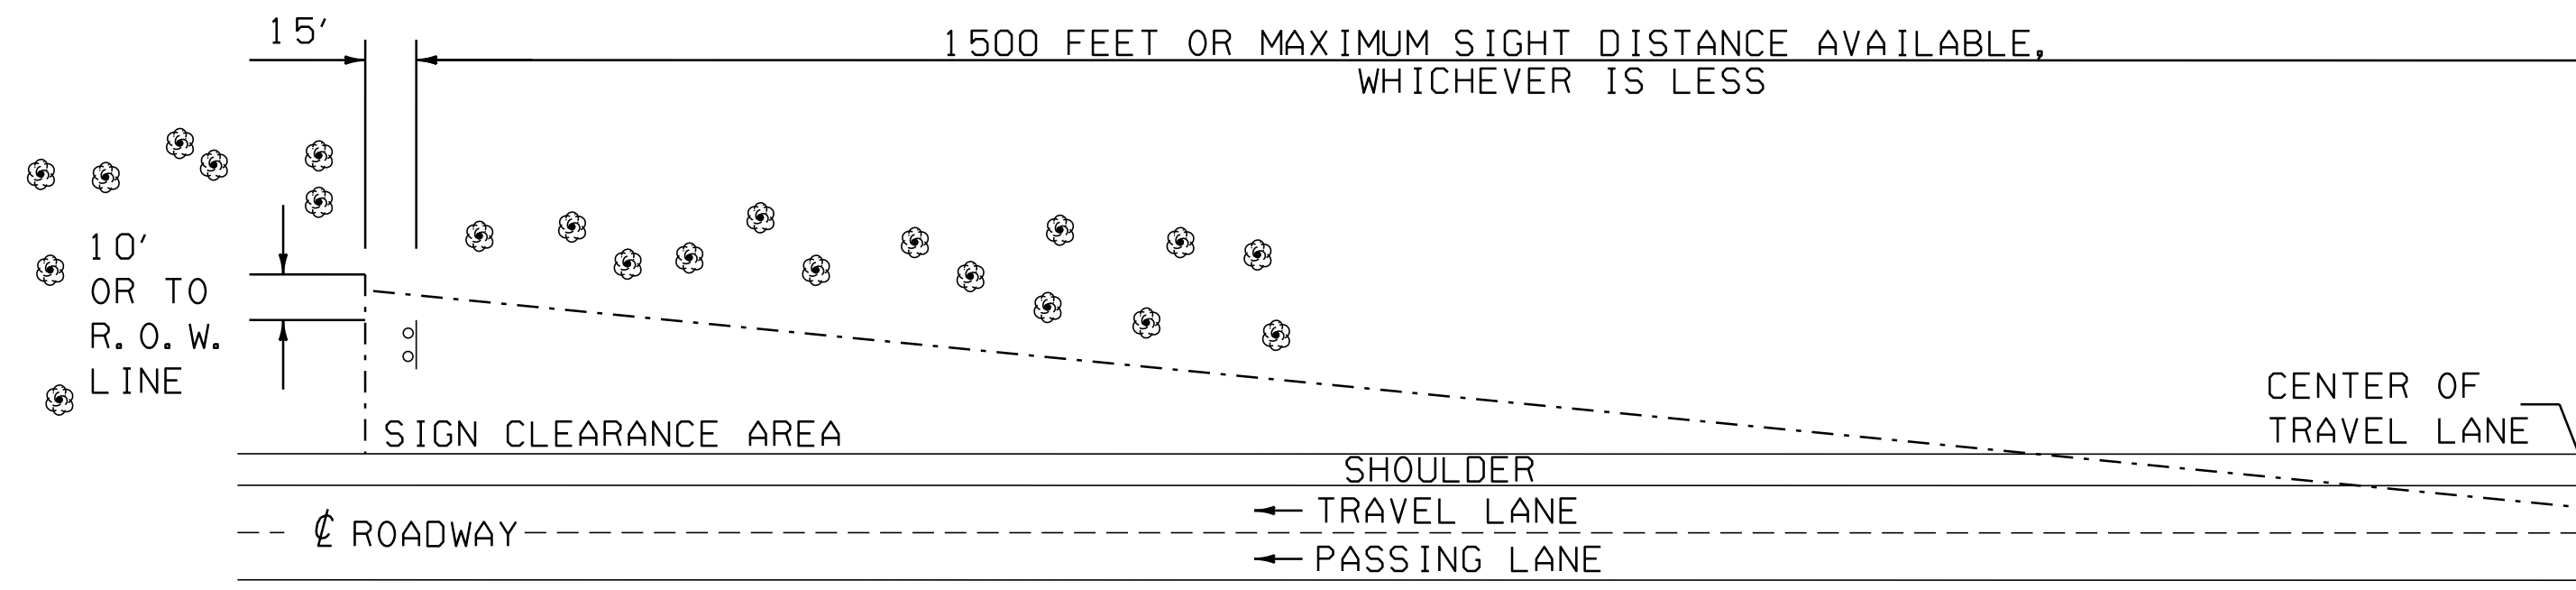 15'
1500 FEET OR MAXIMUM SIGHT DISTANCE AVAILABLE,
WHICHEVER IS LESS
10'
OR TO
R.O.W.
LINE
SIGN CLEARANCE AREA
CENTER OF
TRAVEL LANE
SHOULDER
TRAVEL LANE
℄ ROADWAY
PASSING LANE